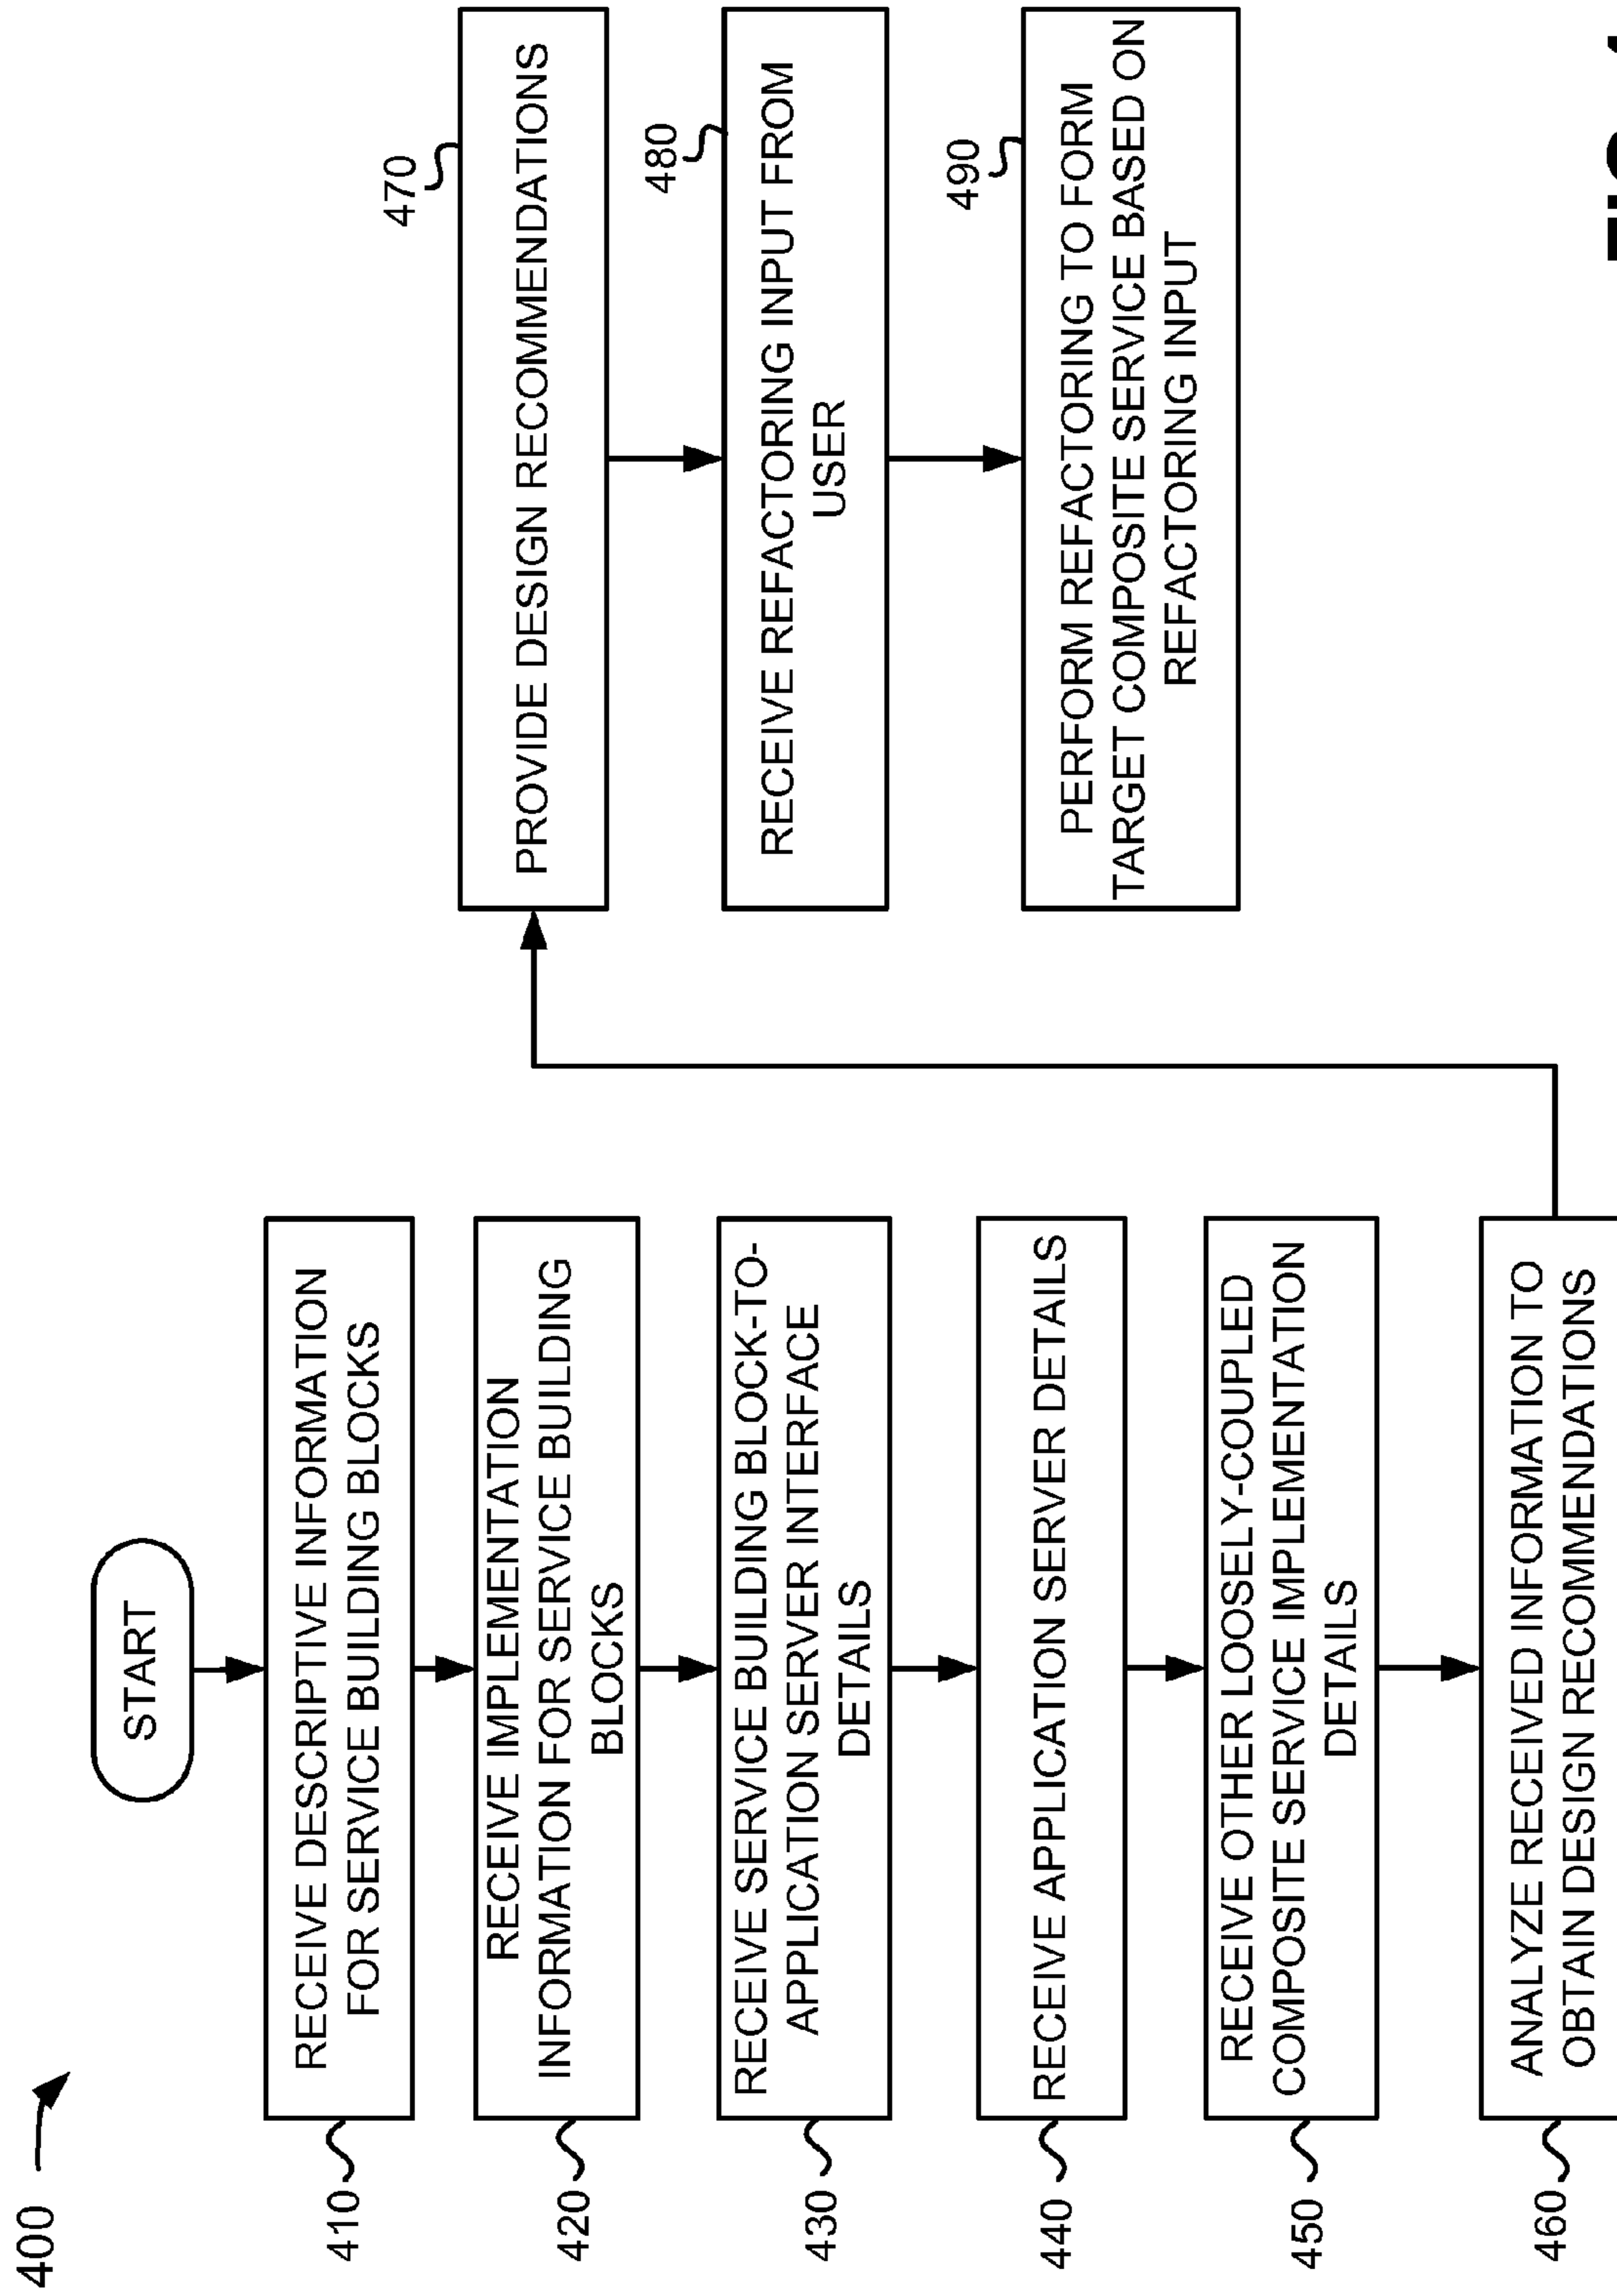 400
START
410
RECEIVE DESCRIPTIVE INFORMATION
FOR SERVICE BUILDING BLOCKS
420
RECEIVE IMPLEMENTATION
INFORMATION FOR SERVICE BUILDING
BLOCKS
430
RECEIVE SERVICE BUILDING BLOCK-TO-
APPLICATION SERVER INTERFACE
DETAILS
440
RECEIVE APPLICATION SERVER DETAILS
450
RECEIVE OTHER LOOSELY-COUPLED
COMPOSITE SERVICE IMPLEMENTATION
DETAILS
460
ANALYZE RECEIVED INFORMATION TO
OBTAIN DESIGN RECOMMENDATIONS
470
PROVIDE DESIGN RECOMMENDATIONS
480
RECEIVE REFACTORING INPUT FROM
USER
490
PERFORM REFACTORING TO FORM
TARGET COMPOSITE SERVICE BASED ON
REFACTORING INPUT